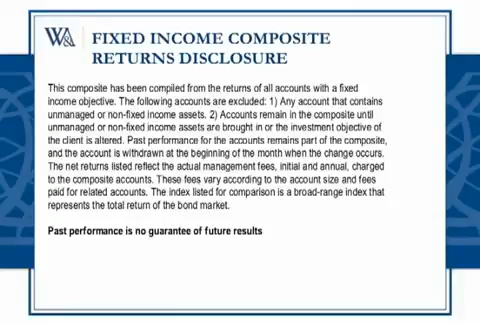 WA
FIXED INCOME COMPOSITE
RETURNS DISCLOSURE
This composite has been compiled from the returns of all accounts with a fixed
income objective. The following accounts are excluded: 1) Any account that contains
unmanaged or non-fixed income assets. 2) Accounts remain in the composite until
unmanaged or non-fixed income assets are brought in or the investment objective of
the client is altered. Past performance for the accounts remains part of the composite,
and the account is withdrawn at the beginning of the month when the change occurs.
The net returns listed reflect the actual management fees, initial and annual, charged
to the composite accounts. These fees vary according to the account size and fees
paid for related accounts. The index listed for comparison is a broad-range index that
represents the total return of the bond market.
Past performance is no guarantee of future results